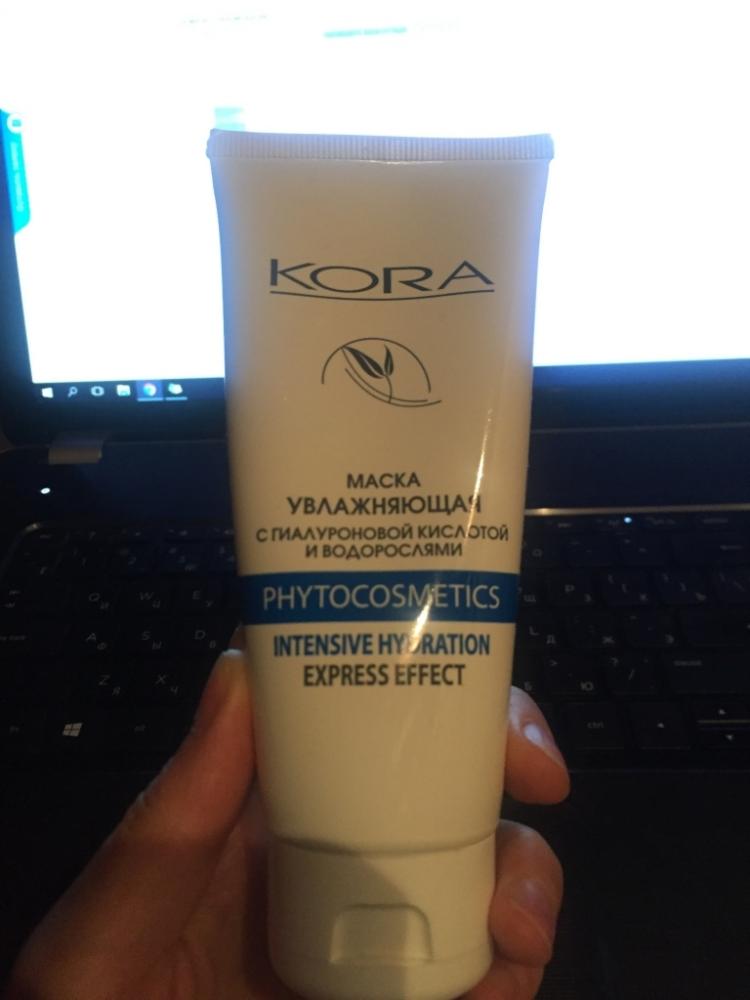 KORA
МАСКА
УВЛАЖНЯЮЩАЯ
С ГИАЛУРОНОВОЙ КИСЛОТОЙ
И ВОДОРОСЛЯМИ
PHYTOCOSMETICS
INTENSIVE HYDRATION
EXPRESS EFFECT